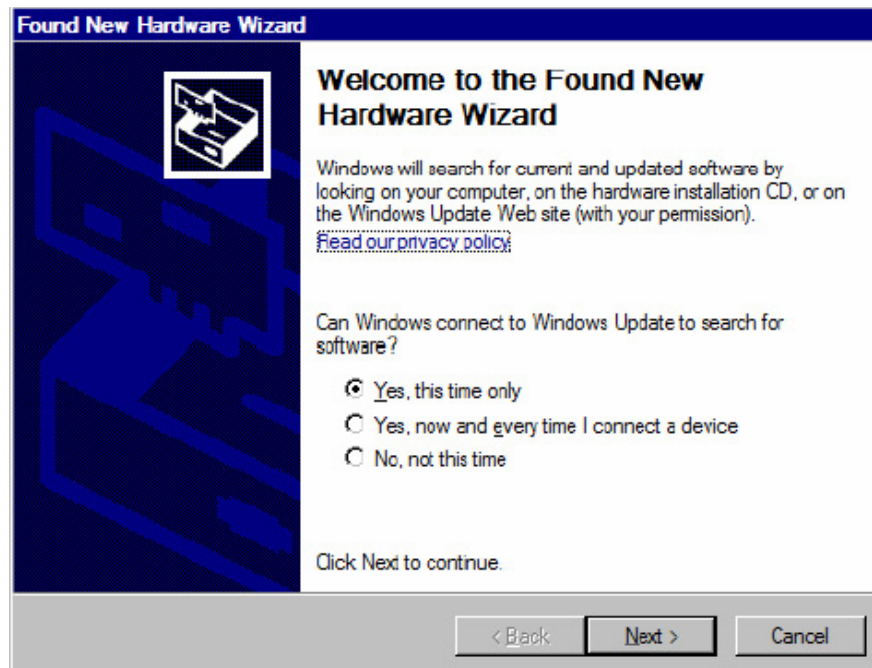 Found New Hardware Wizard
Welcome to the Found New
Hardware Wizard
Windows will search for current and updated software by
looking on your computer, on the hardware installation CD, or on
the Windows Update Web site (with your permission).
Read our privacy policy
Can Windows connect to Windows Update to search for
software?
Yes, this time only
Yes, now and every time I connect a device
No, not this time
Click Next to continue.
< Back Next > Cancel